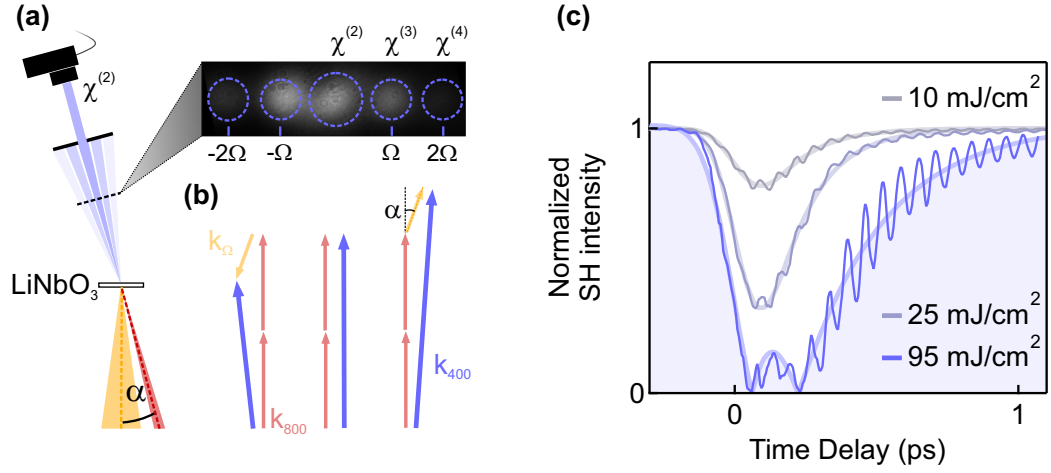 (a)
χ(2)
χ(2) χ(3) χ(4)
-2Ω -Ω Ω 2Ω
LiNbO3
α
(b)
kΩ
α
k800
k400
(c)
Normalized
SH intensity
1
0
10 mJ/cm2
25 mJ/cm2
95 mJ/cm2
0 1
Time Delay (ps)